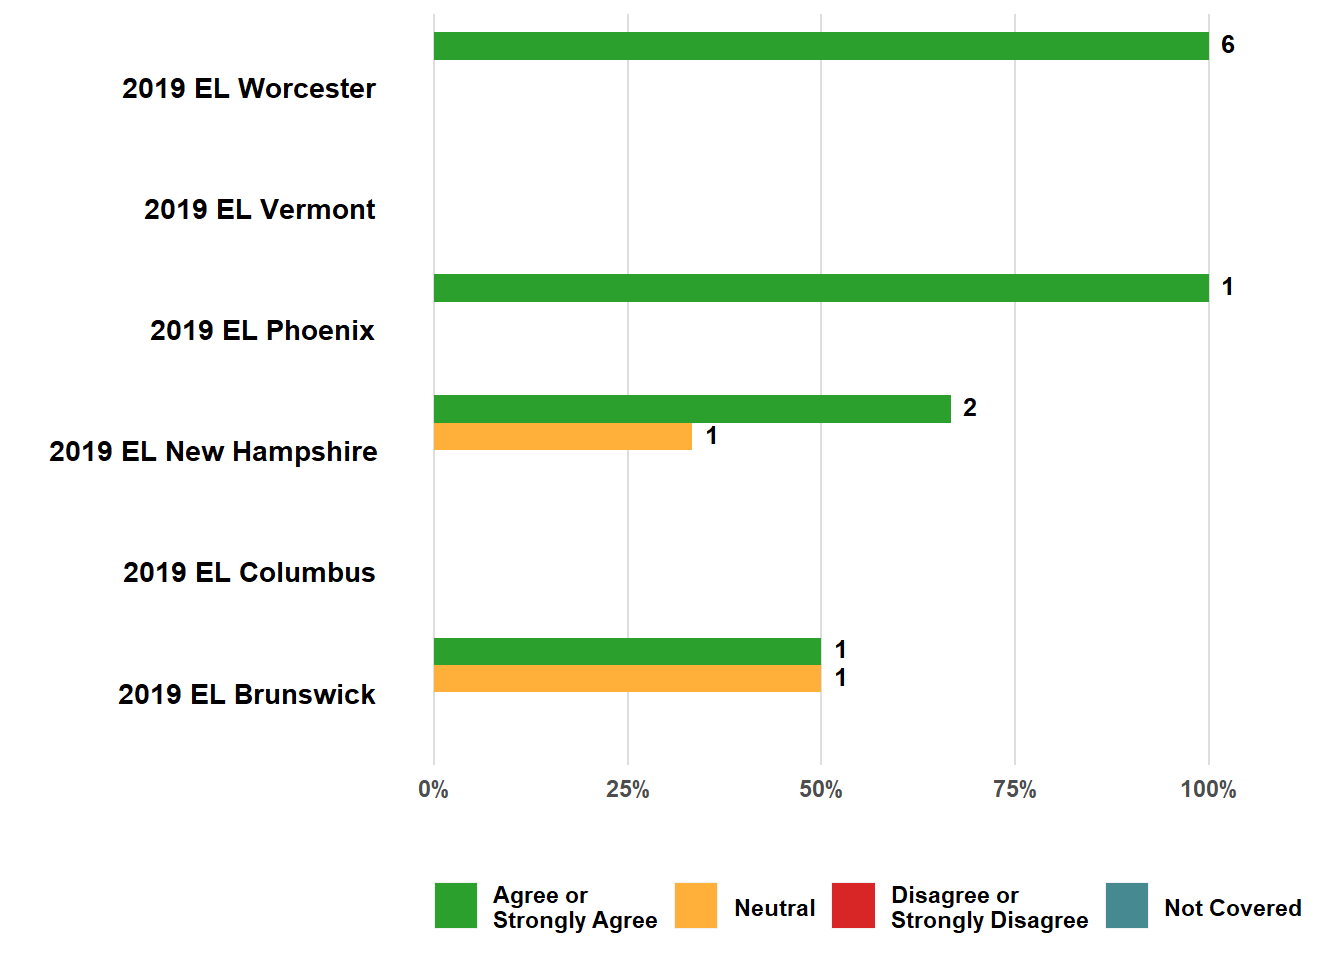 6
2019 EL Worcester
2019 EL Vermont
1
2019 EL Phoenix
2
1
2019 EL New Hampshire
2019 EL Columbus
1
1
2019 EL Brunswick
0% 25% 50% 75% 100%
Agree or
Strongly Agree
Neutral
Disagree or
Strongly Disagree
Not Covered